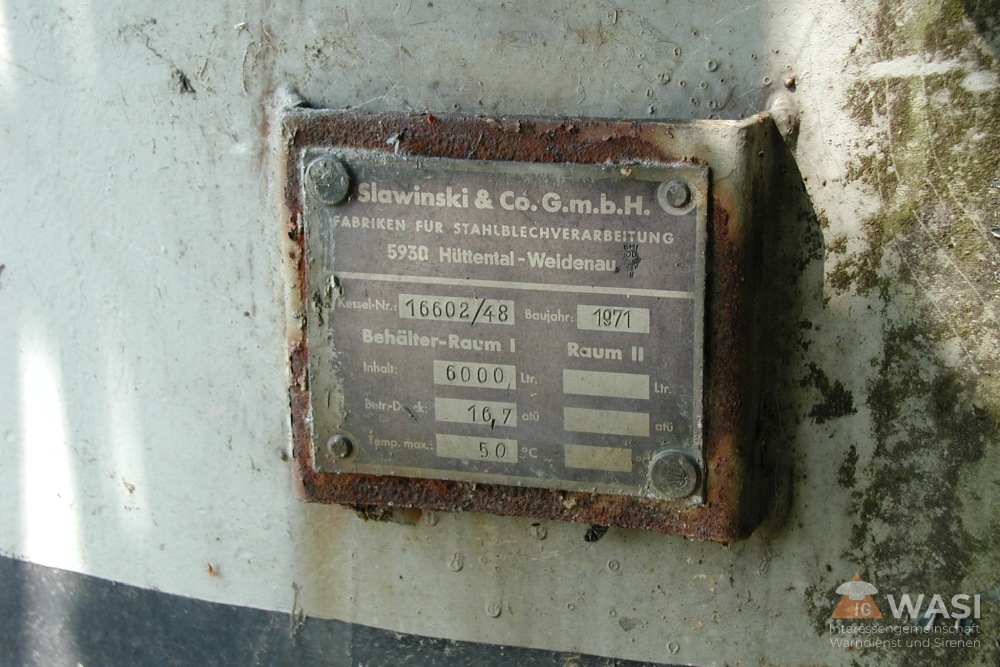 Slawinski & Co. G.m.b.H.
FABRIKEN FÜR STAHLBLECHVERARBEITUNG
5930 Hüttental-Weidenau
Kessel-Nr.: 16602/48 Baujahr: 1971
Behälter-Raum I Raum II
Inhalt: 6000 Ltr. Ltr.
Betr.-Druck: 16,7 atü atü
Temp. max.: 50 °C
IG WASI
Interessengemeinschaft
Warndienst und Sirenen